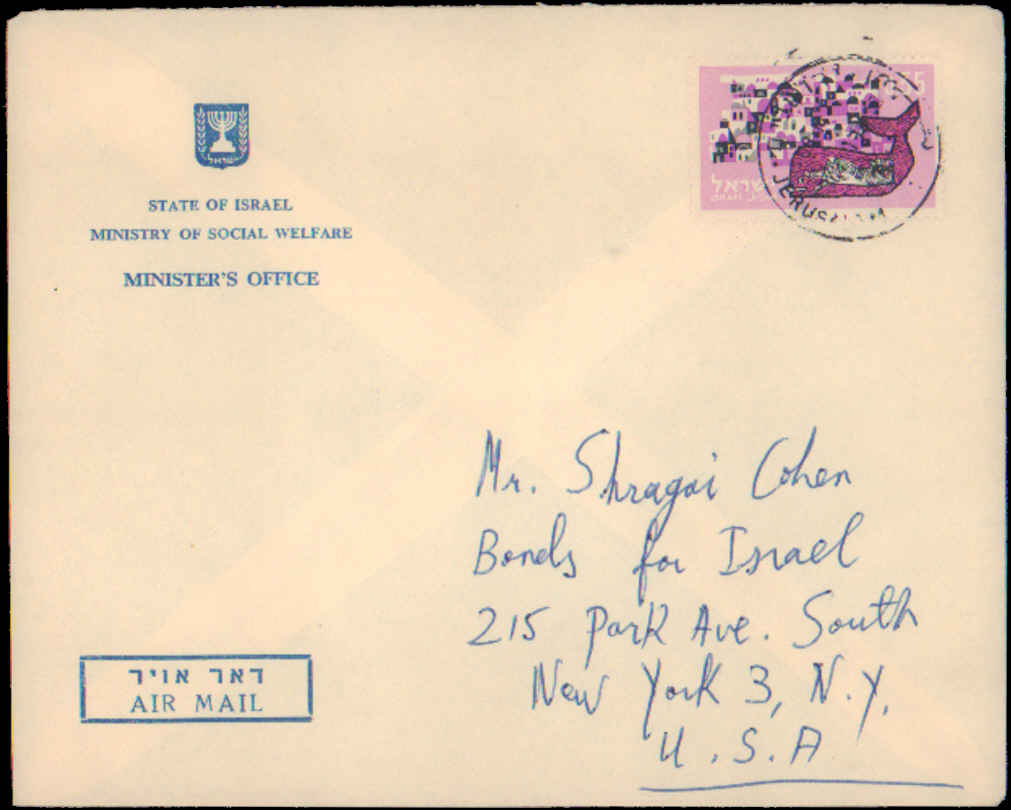 ישראל
STATE OF ISRAEL
MINISTRY OF SOCIAL WELFARE
MINISTER'S OFFICE
ישראל
JERUSALEM
Mr. Shragai Cohen
Bonds for Israel
215 Park Ave. South
New York 3, N.Y.
U.S.A
דאר אויר
AIR MAIL